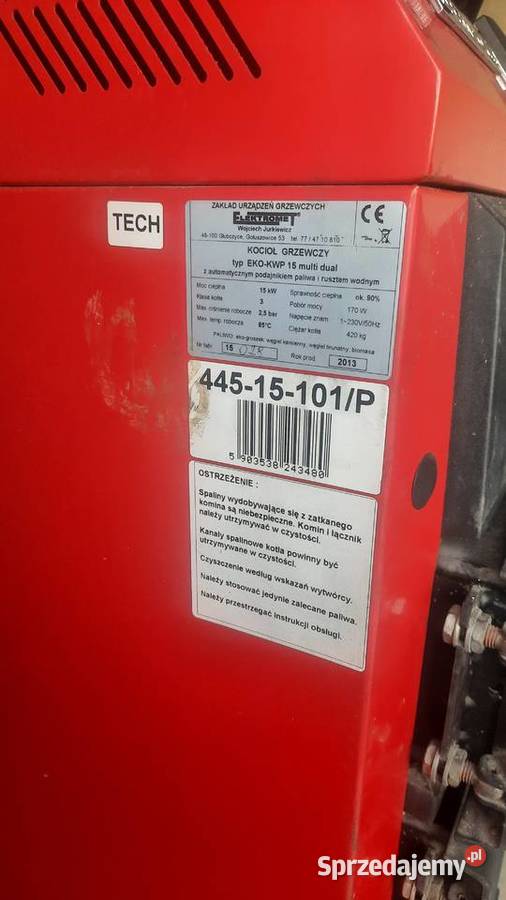 TECH
ZAKŁAD URZĄDZEŃ GRZEWCZYCH
ELEKTROMET
Wojciech Jurkiewicz
48-100 Głubczyce, Gołuszowice 53 tel. 77 / 47 10 810
CE
KOCIOŁ GRZEWCZY
typ EKO-KWP 15 multi dual
z automatycznym podajnikiem paliwa i rusztem wodnym
Moc cieplna 15 kW Sprawność cieplna ok. 90%
Klasa kotła 3 Pobór mocy 170 W
Max. ciśnienie robocze 2,5 bar Napięcie znam. 1~230V/50Hz
Max. temp. robocza 85°C Ciężar kotła 420 kg
PALIWO: eko-groszek, węgiel kamienny, węgiel brunatny, biomasa
Nr fabr. 15 Rok prod. 2013
445-15-101/P
5 903538 243480
OSTRZEŻENIE :
Spaliny wydobywające się z zatkanego
komina są niebezpieczne. Komin i łącznik
należy utrzymywać w czystości.
Kanały spalinowe kotła powinny być
utrzymywane w czystości.
Czyszczenie według wskazań wytwórcy.
Należy stosować jedynie zalecane paliwa.
Należy przestrzegać instrukcji obsługi.
Sprzedajemy.pl